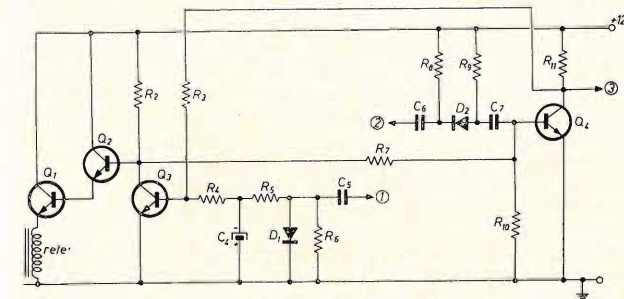 +12
R8
R9
R11
R2
R3
③
C6
D2
C7
②
Q4
Q2
R7
Q1
Q3
R4
R5
C5
①
R10
C4
D1
R6
rele'